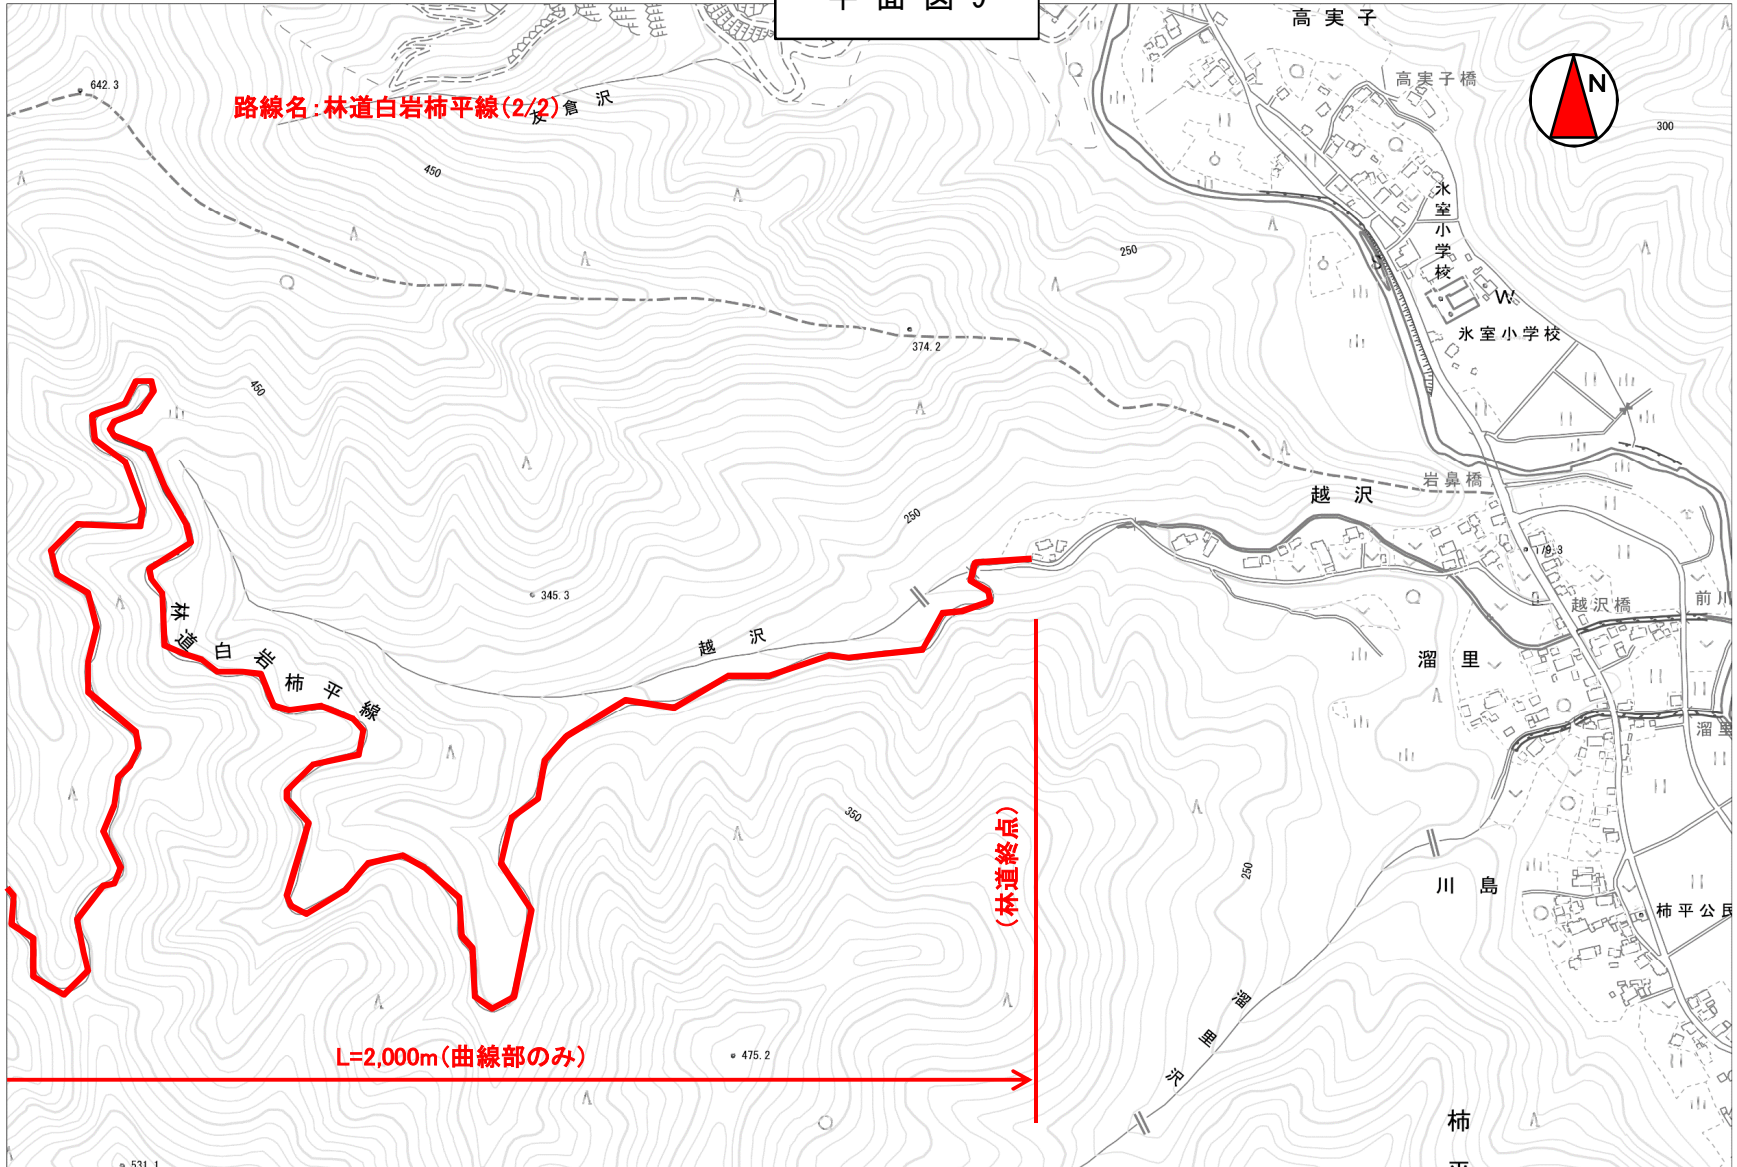 平面図9
高実子
642.3
高実子橋
路線名:林道白岩柿平線(2/2)
友倉沢
N
300
450
氷室小学校
250
W
氷室小学校
374.2
450
岩鼻橋
越沢
250
179.3
345.3
林道白岩柿平線
越沢
越沢橋
前川
溜里
溜里
350
(林道終点)
250
川島
柿平公民
溜里沢
L=2,000m(曲線部のみ)
475.2
柿平
531.1